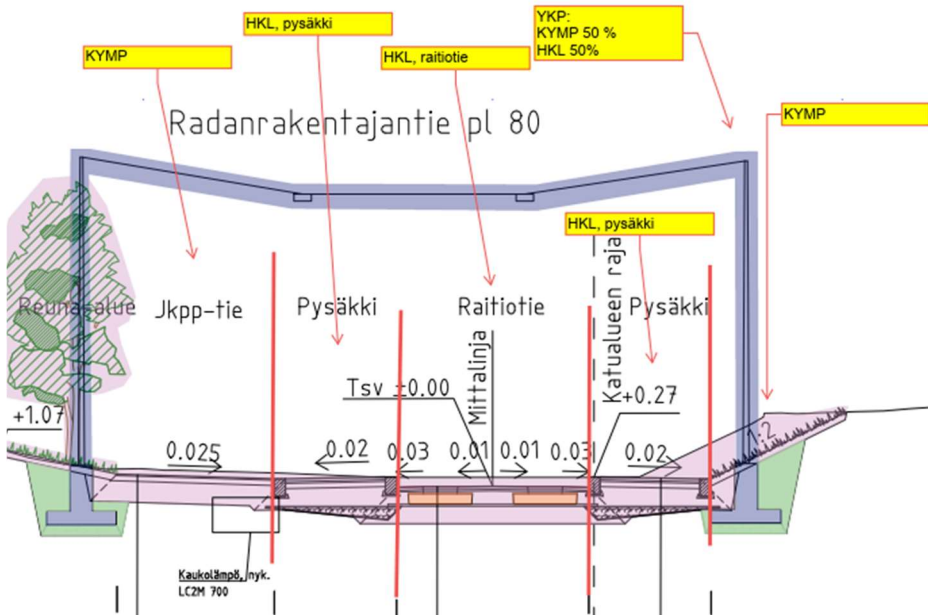 HKL, pysäkki
YKP:
KYMP 50 %
HKL 50%
KYMP
HKL, raitiotie
KYMP
Radanrakentajantie pl 80
HKL, pysäkki
Reunasalue
Jkpp-tie
Pysäkki
Raitiotie
Pysäkki
Mittalinja
Katualueen raja
Tsv ±0.00
+0.27
+1.07
1:2
0.025
0.02
0.03
0.01
0.01
0.03
0.02
Kaukolämpö, nyk.
LC2M 700